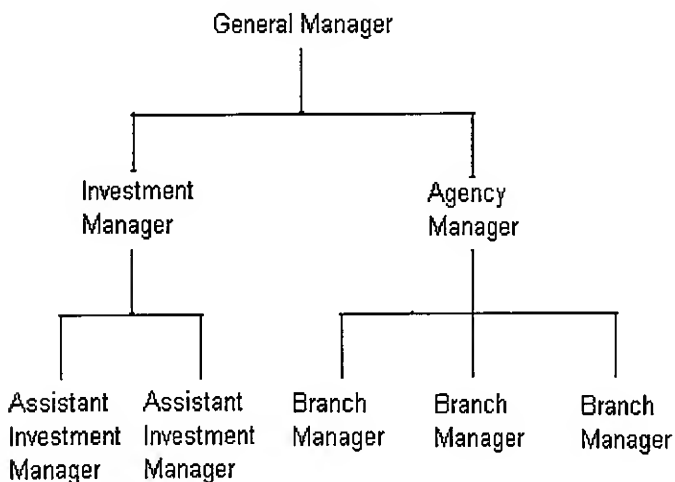 General Manager
Investment
Manager
Agency
Manager
Assistant
Investment
Manager
Assistant
Investment
Manager
Branch
Manager
Branch
Manager
Branch
Manager